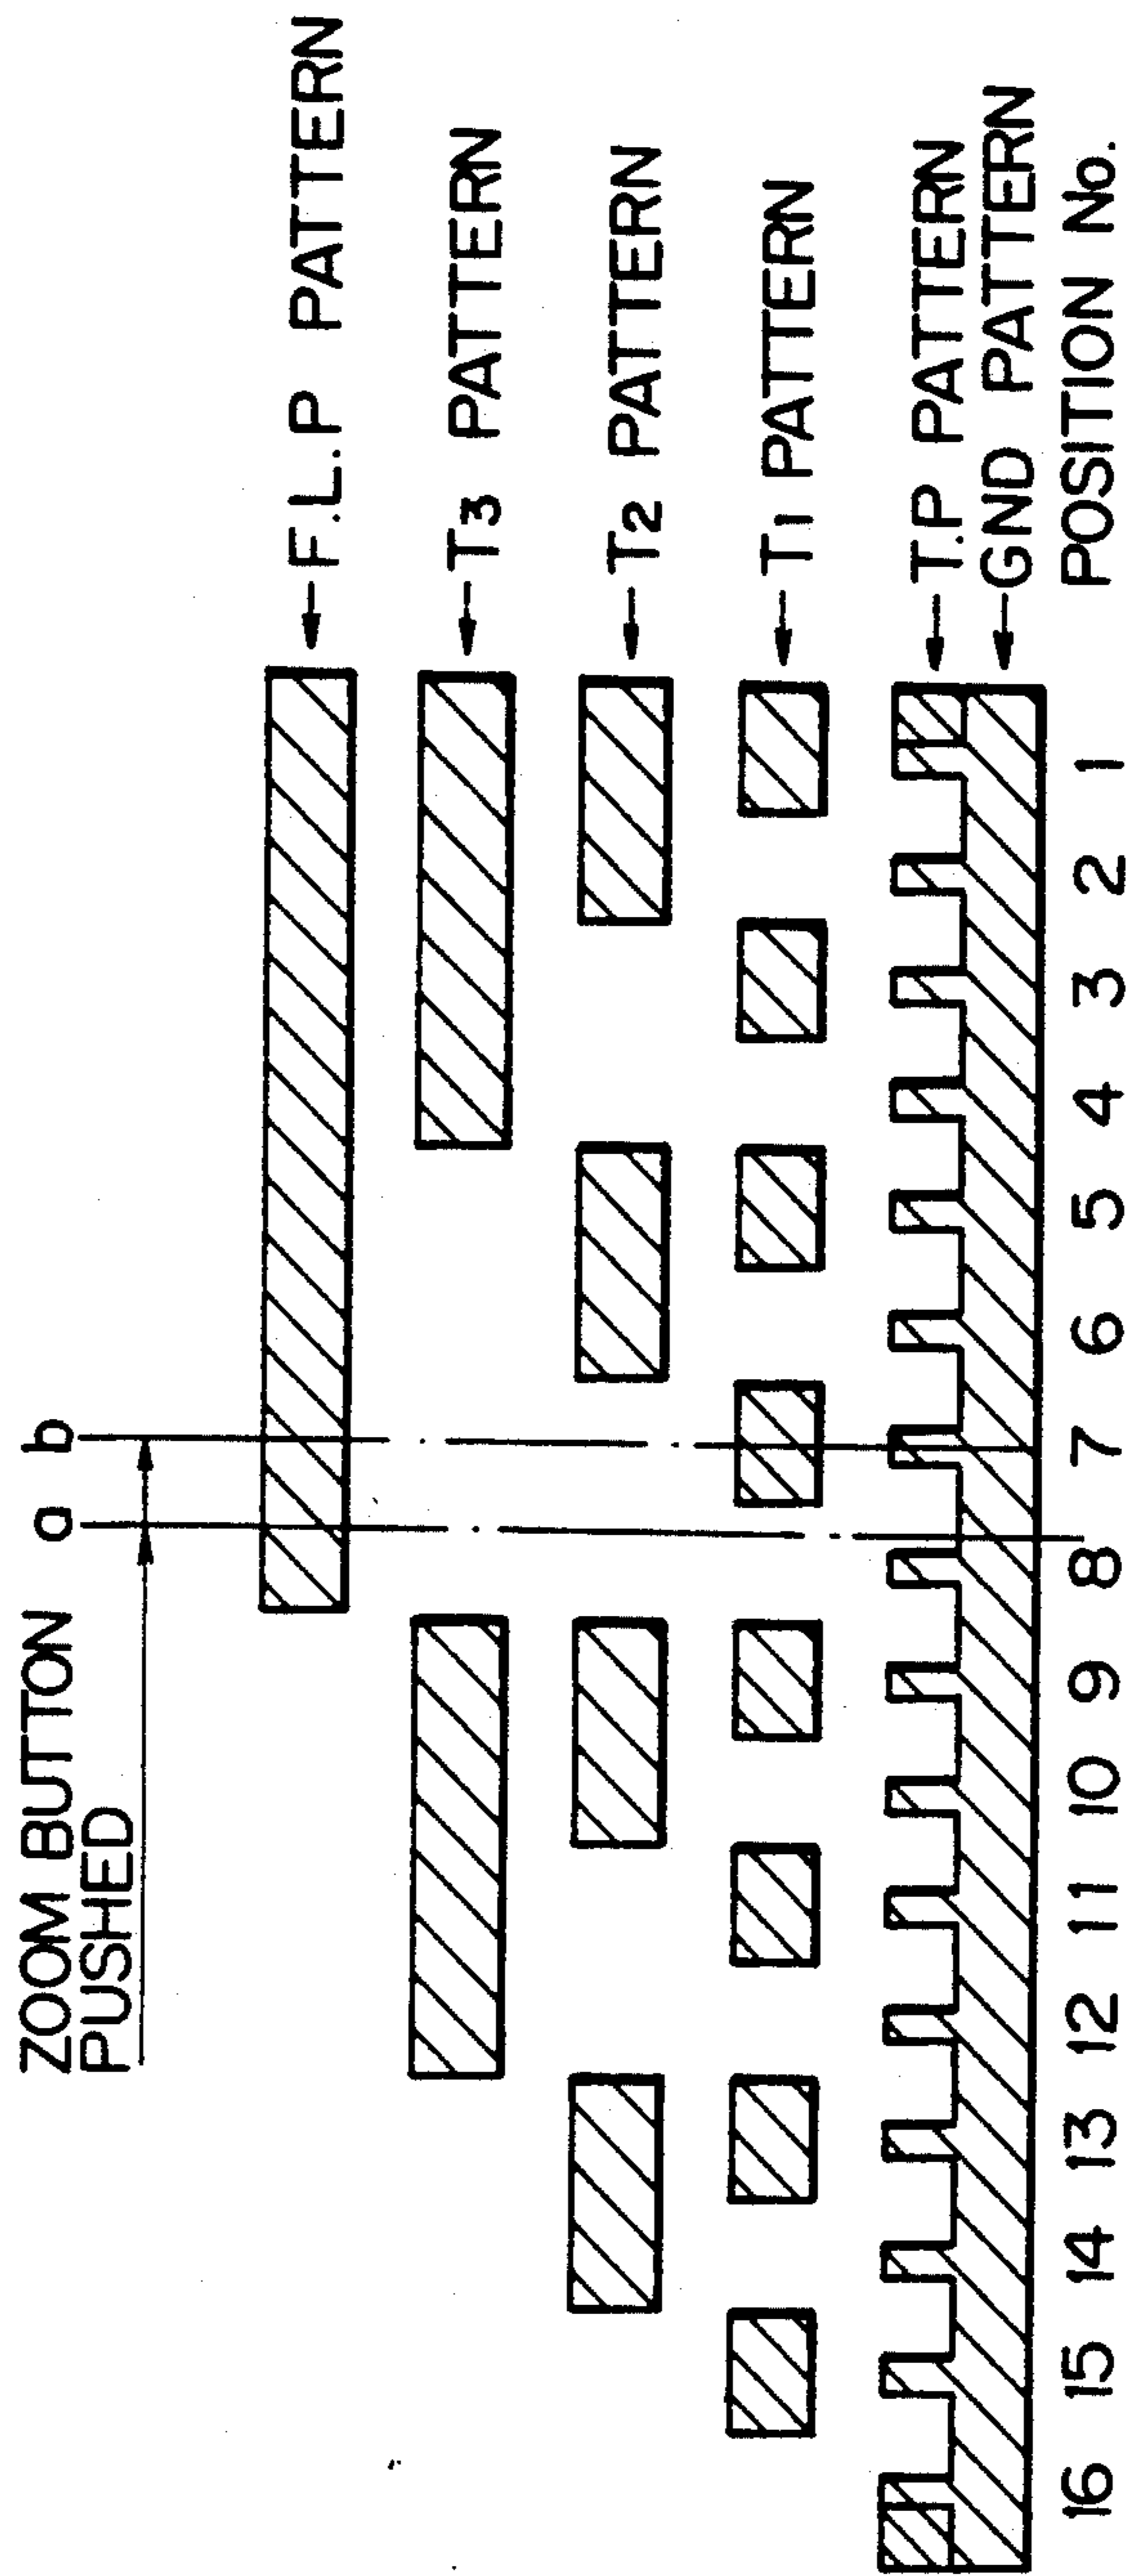 ZOOM BUTTON
PUSHED
a b
F.L.P PATTERN
T3 PATTERN
T2 PATTERN
T1 PATTERN
T.P PATTERN
GND PATTERN
16 15 14 13 12 11 10 9 8 7 6 5 4 3 2 1 POSITION No.